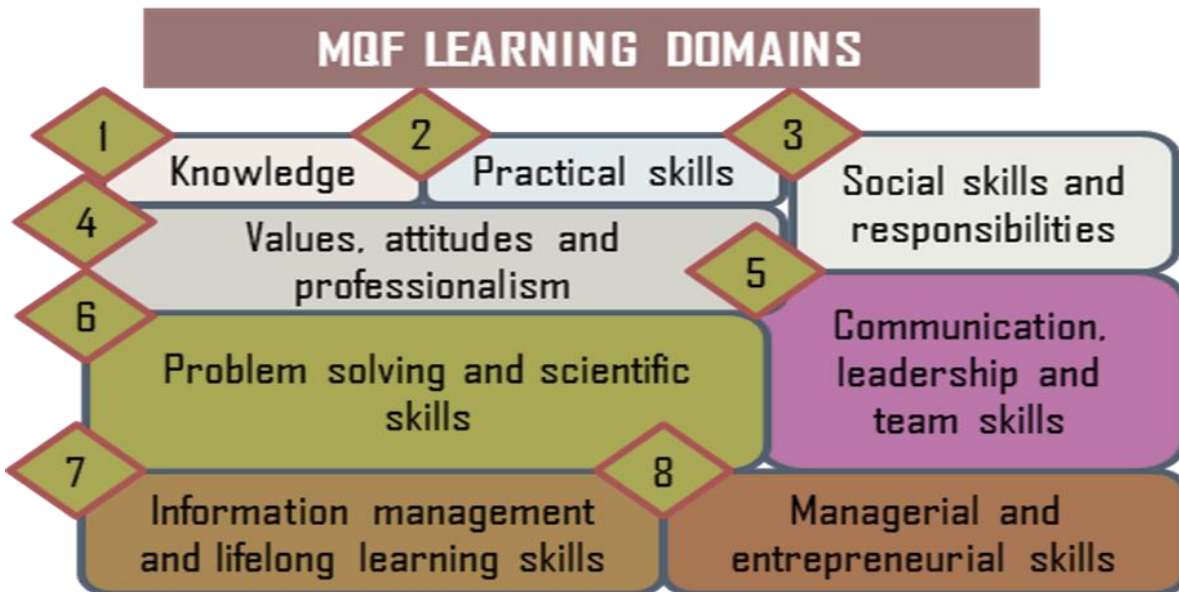 MQF LEARNING DOMAINS
1
Knowledge
2
Practical skills
3
Social skills and
responsibilities
4
Values, attitudes and
professionalism
5
Communication,
leadership and
team skills
6
Problem solving and scientific
skills
7
Information management
and lifelong learning skills
8
Managerial and
entrepreneurial skills